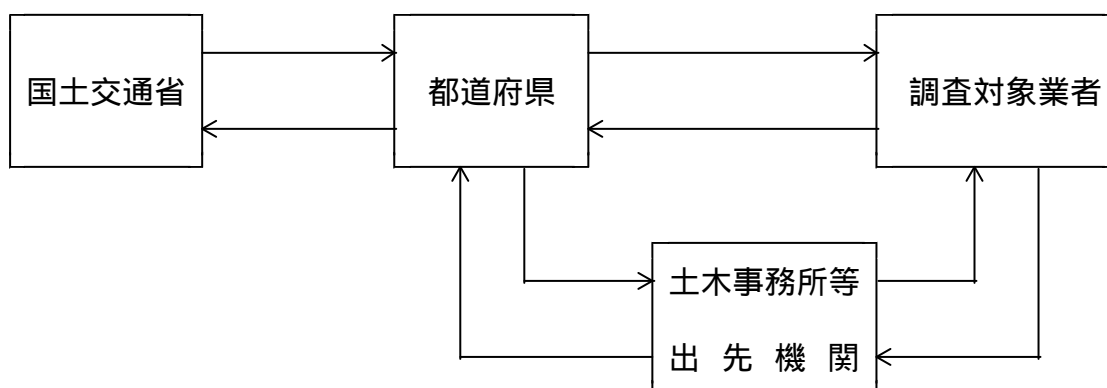 国土交通省
都道府県
調査対象業者
土木事務所等
出先機関